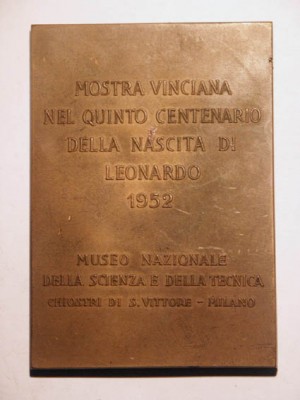 MOSTRA VINCIANA
NEL QUINTO CENTENARIO
DELLA NASCITA DI
LEONARDO
1952
MUSEO NAZIONALE
DELLA SCIENZA E DELLA TECNICA
CHIOSTRI DI S. VITTORE - MILANO